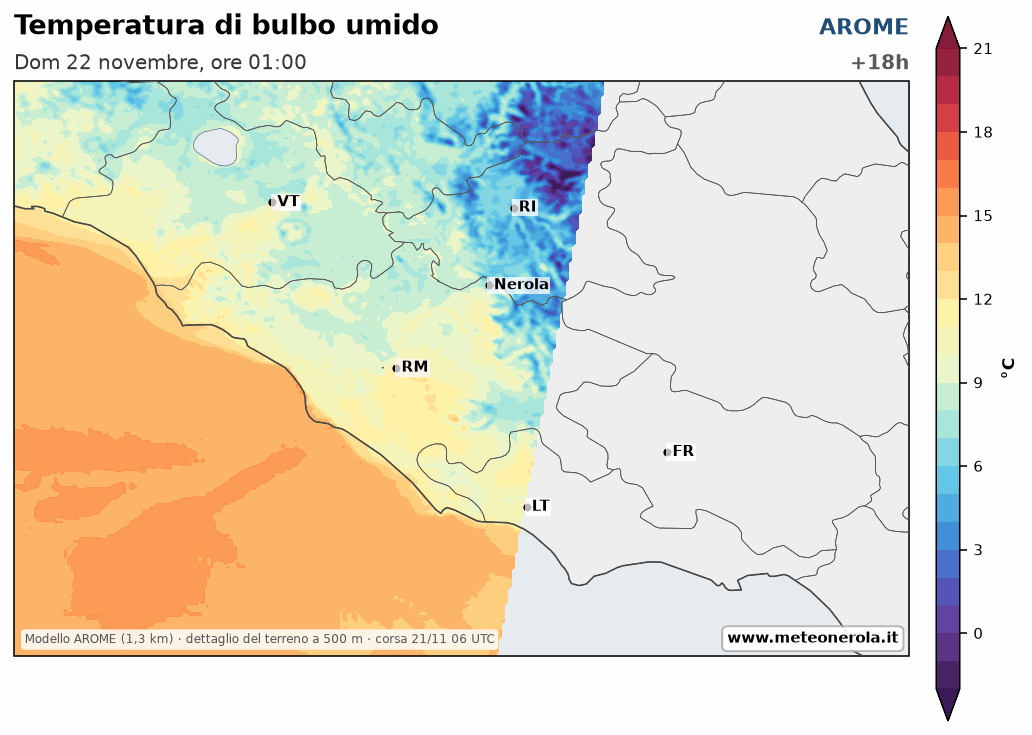 Temperatura di bulbo umido
AROME
Dom 22 novembre, ore 01:00
+18h
21
18
15
12
9
6
3
0
°C
VT
RI
Nerola
RM
FR
LT
Modello AROME (1,3 km) · dettaglio del terreno a 500 m · corsa 21/11 06 UTC
www.meteonerola.it